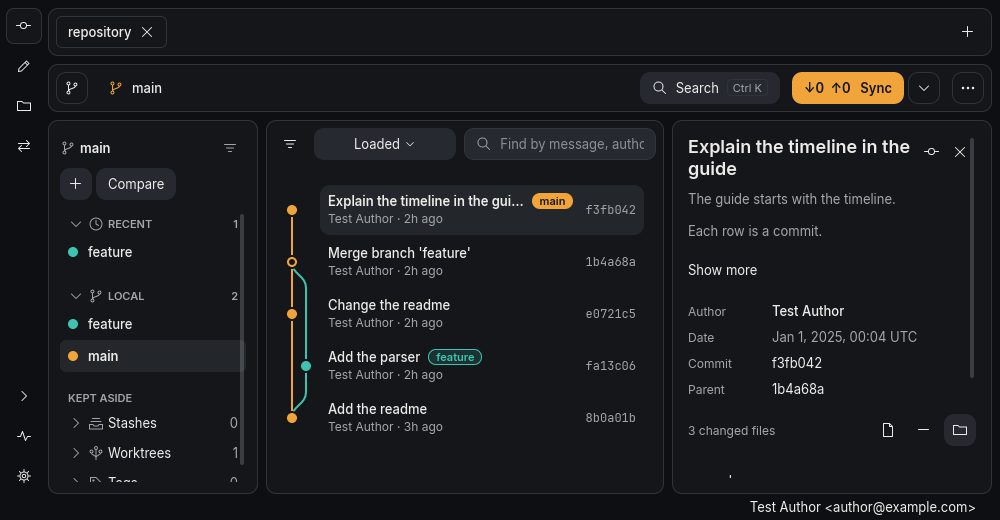 repository
main
Search Ctrl K
↓0 ↑0 Sync
main
Compare
RECENT 1
feature
LOCAL 2
feature
main
KEPT ASIDE
Stashes 0
Worktrees 1
Loaded
Find by message, autho
Explain the timeline in the gui... main
Test Author · 2h ago
f3fb042
Merge branch 'feature'
Test Author · 2h ago
1b4a68a
Change the readme
Test Author · 2h ago
e0721c5
Add the parser feature
Test Author · 2h ago
fa13c06
Add the readme
Test Author · 3h ago
8b0a01b
Explain the timeline in the
guide
The guide starts with the timeline.
Each row is a commit.
Show more
Author Test Author
Date Jan 1, 2025, 00:04 UTC
Commit f3fb042
Parent 1b4a68a
3 changed files
Test Author <author@example.com>